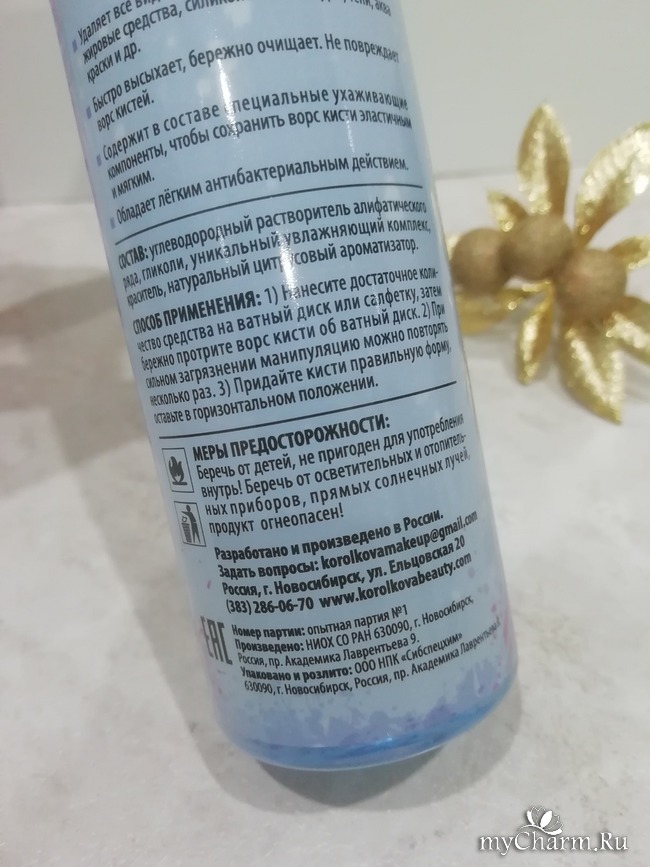 Удаляет все
жировые средства,
краски и др.
Быстро высыхает, бережно очищает. Не повреждает
ворс кистей.
Содержит в составе специальные ухаживающие
компоненты, чтобы сохранить ворс кисти эластичным
и мягким.
Обладает лёгким антибактериальным действием.
СОСТАВ: углеводородный растворитель алифатического
ряда, гликоли, уникальный увлажняющий комплекс,
краситель, натуральный цитрусовый ароматизатор.
СПОСОБ ПРИМЕНЕНИЯ: 1) Нанесите достаточное коли-
чество средства на ватный диск или салфетку, затем
бережно протрите ворс кисти об ватный диск. 2) При
сильном загрязнении манипуляцию можно повторять
несколько раз. 3) Придайте кисти правильную форму,
оставьте в горизонтальном положении.
МЕРЫ ПРЕДОСТОРОЖНОСТИ:
Беречь от детей, не пригоден для употребления
внутрь! Беречь от осветительных и отопитель-
ных приборов, прямых солнечных лучей,
продукт огнеопасен!
Разработано и произведено в России.
Задать вопросы: korolkovamakeup@gmail.com
Россия, г. Новосибирск, ул. Ельцовская 20
(383) 286-06-70 www.korolkovabeauty.com
EAC
Номер партии: опытная партия №1
Произведено: НИОХ СО РАН 630090, г. Новосибирск,
Россия, пр. Академика Лаврентьева 9.
Упаковано и розлито: ООО НПК «Сибспецхим»
630090, г. Новосибирск, Россия, пр. Академика Лаврентьева
myCharm.Ru